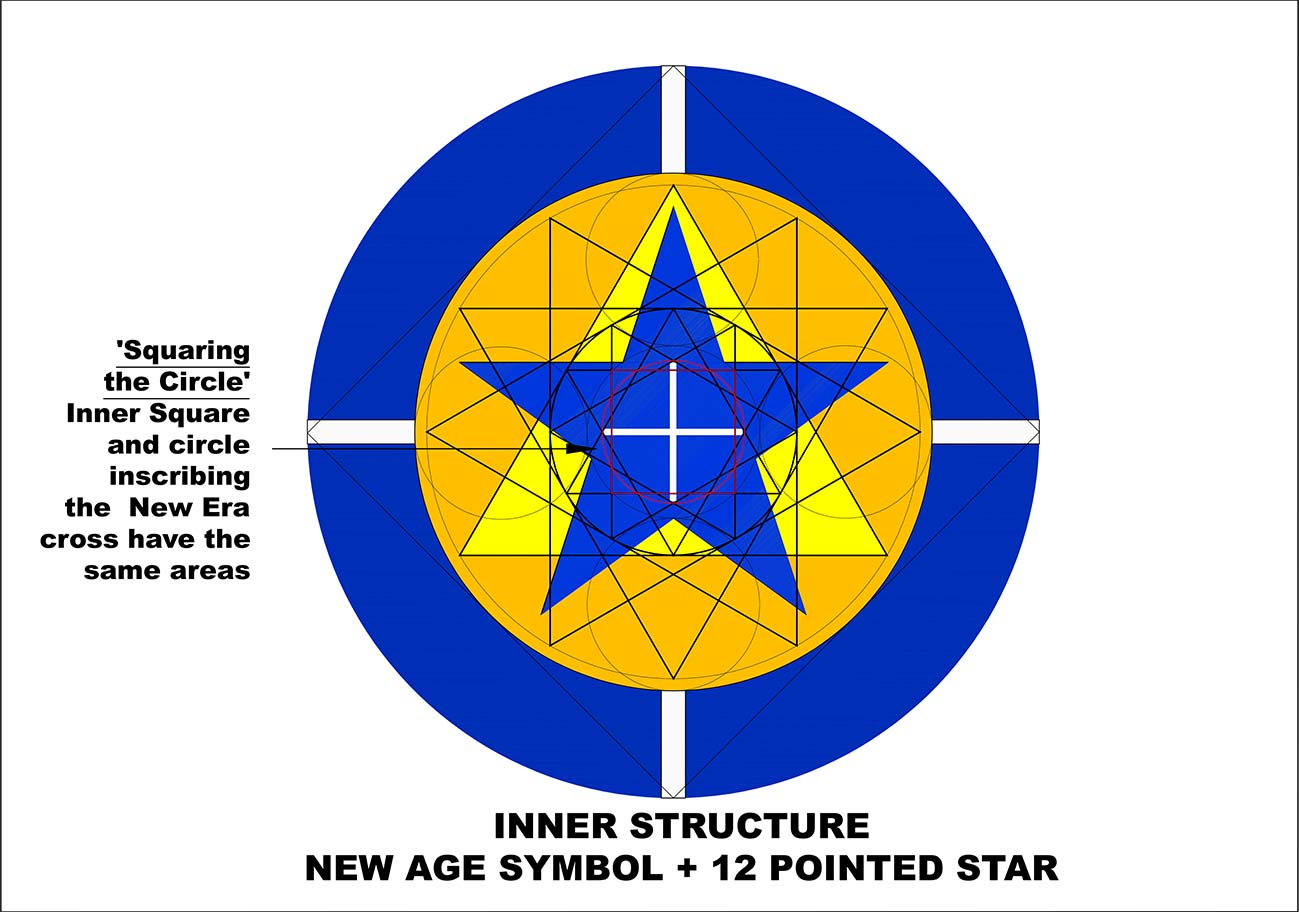 'Squaring
the Circle'
Inner Square
and circle
inscribing
the  New Era
cross have the
same areas
INNER STRUCTURE
NEW AGE SYMBOL + 12 POINTED STAR